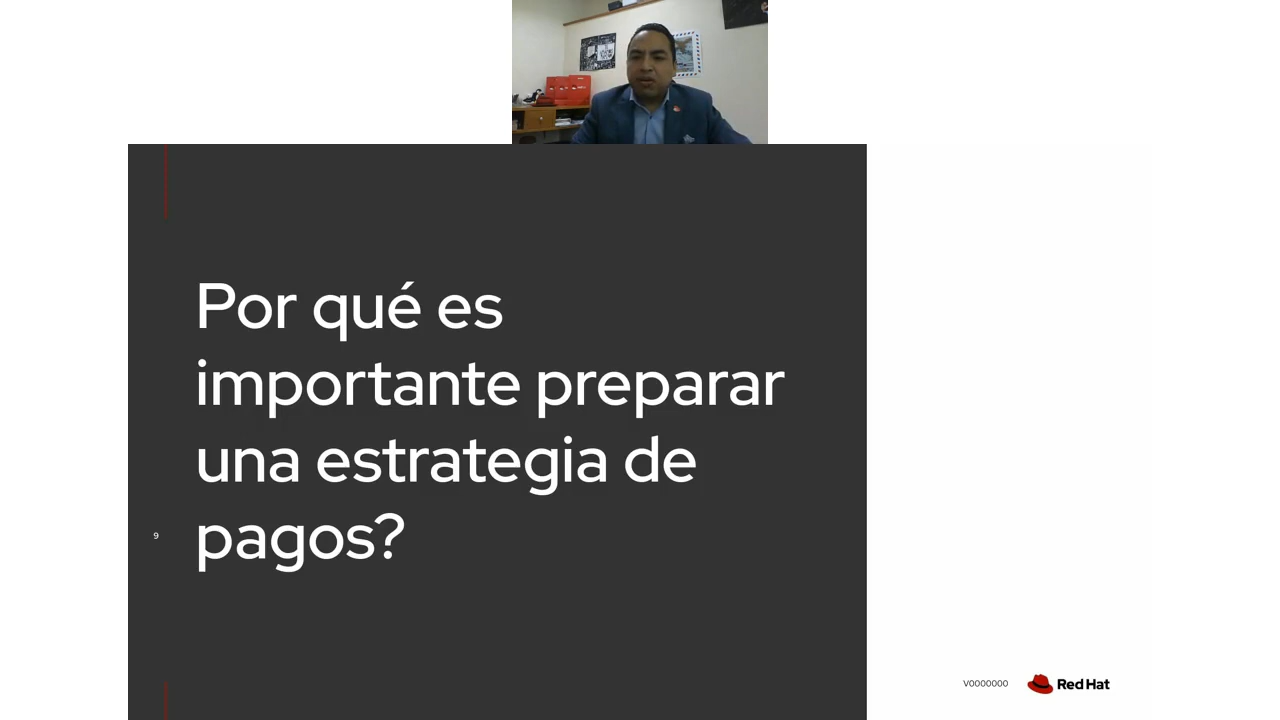 Por qué es
importante preparar
una estrategia de
pagos?
9
V0000000
Red Hat